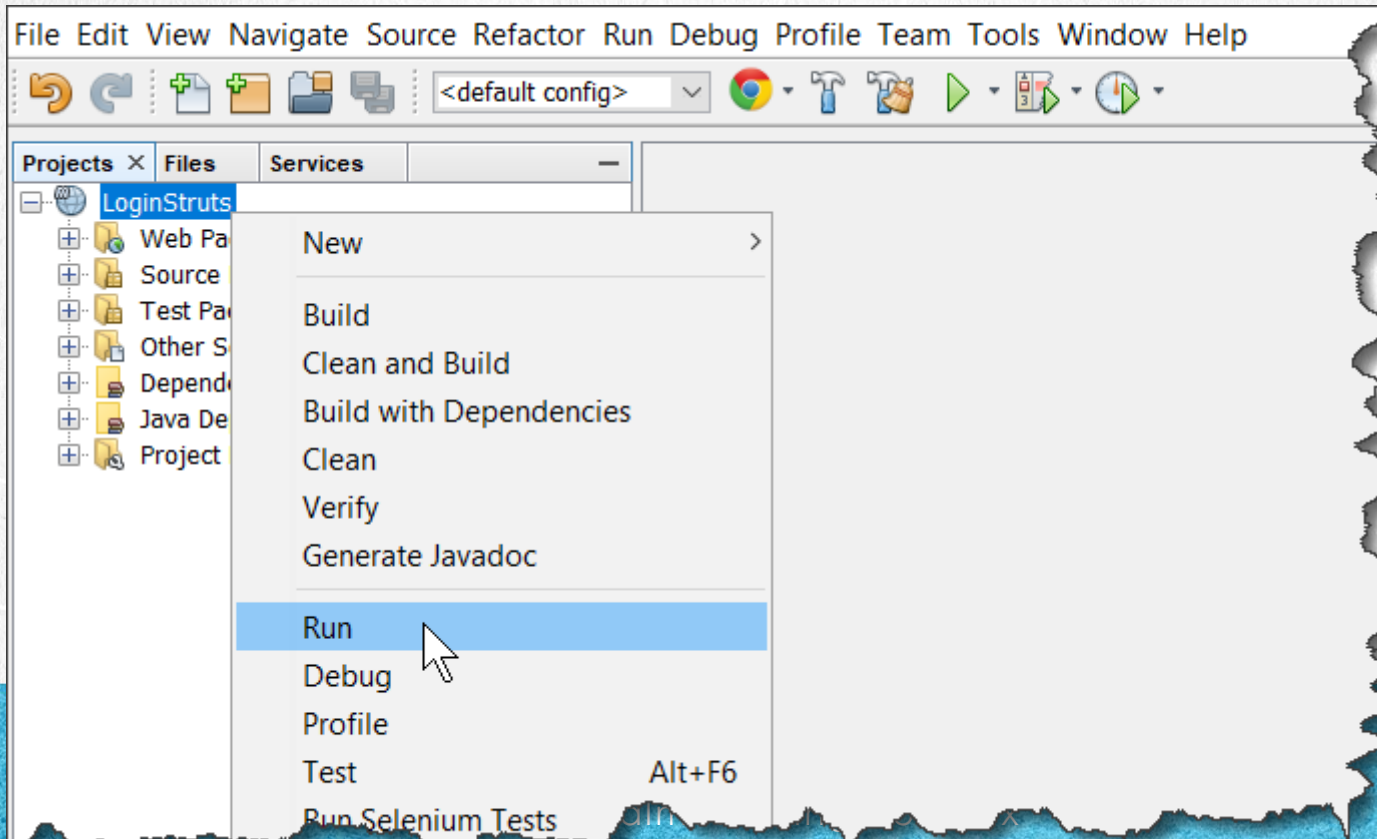 File Edit View Navigate Source Refactor Run Debug Profile Team Tools Window Help
<default config>
Projects Files Services
LoginStruts
Web Pa
Source
Test Pa
Other S
Depend
Java De
Project
New
Build
Clean and Build
Build with Dependencies
Clean
Verify
Generate Javadoc
Run
Debug
Profile
Test Alt+F6
Run Selenium Tests